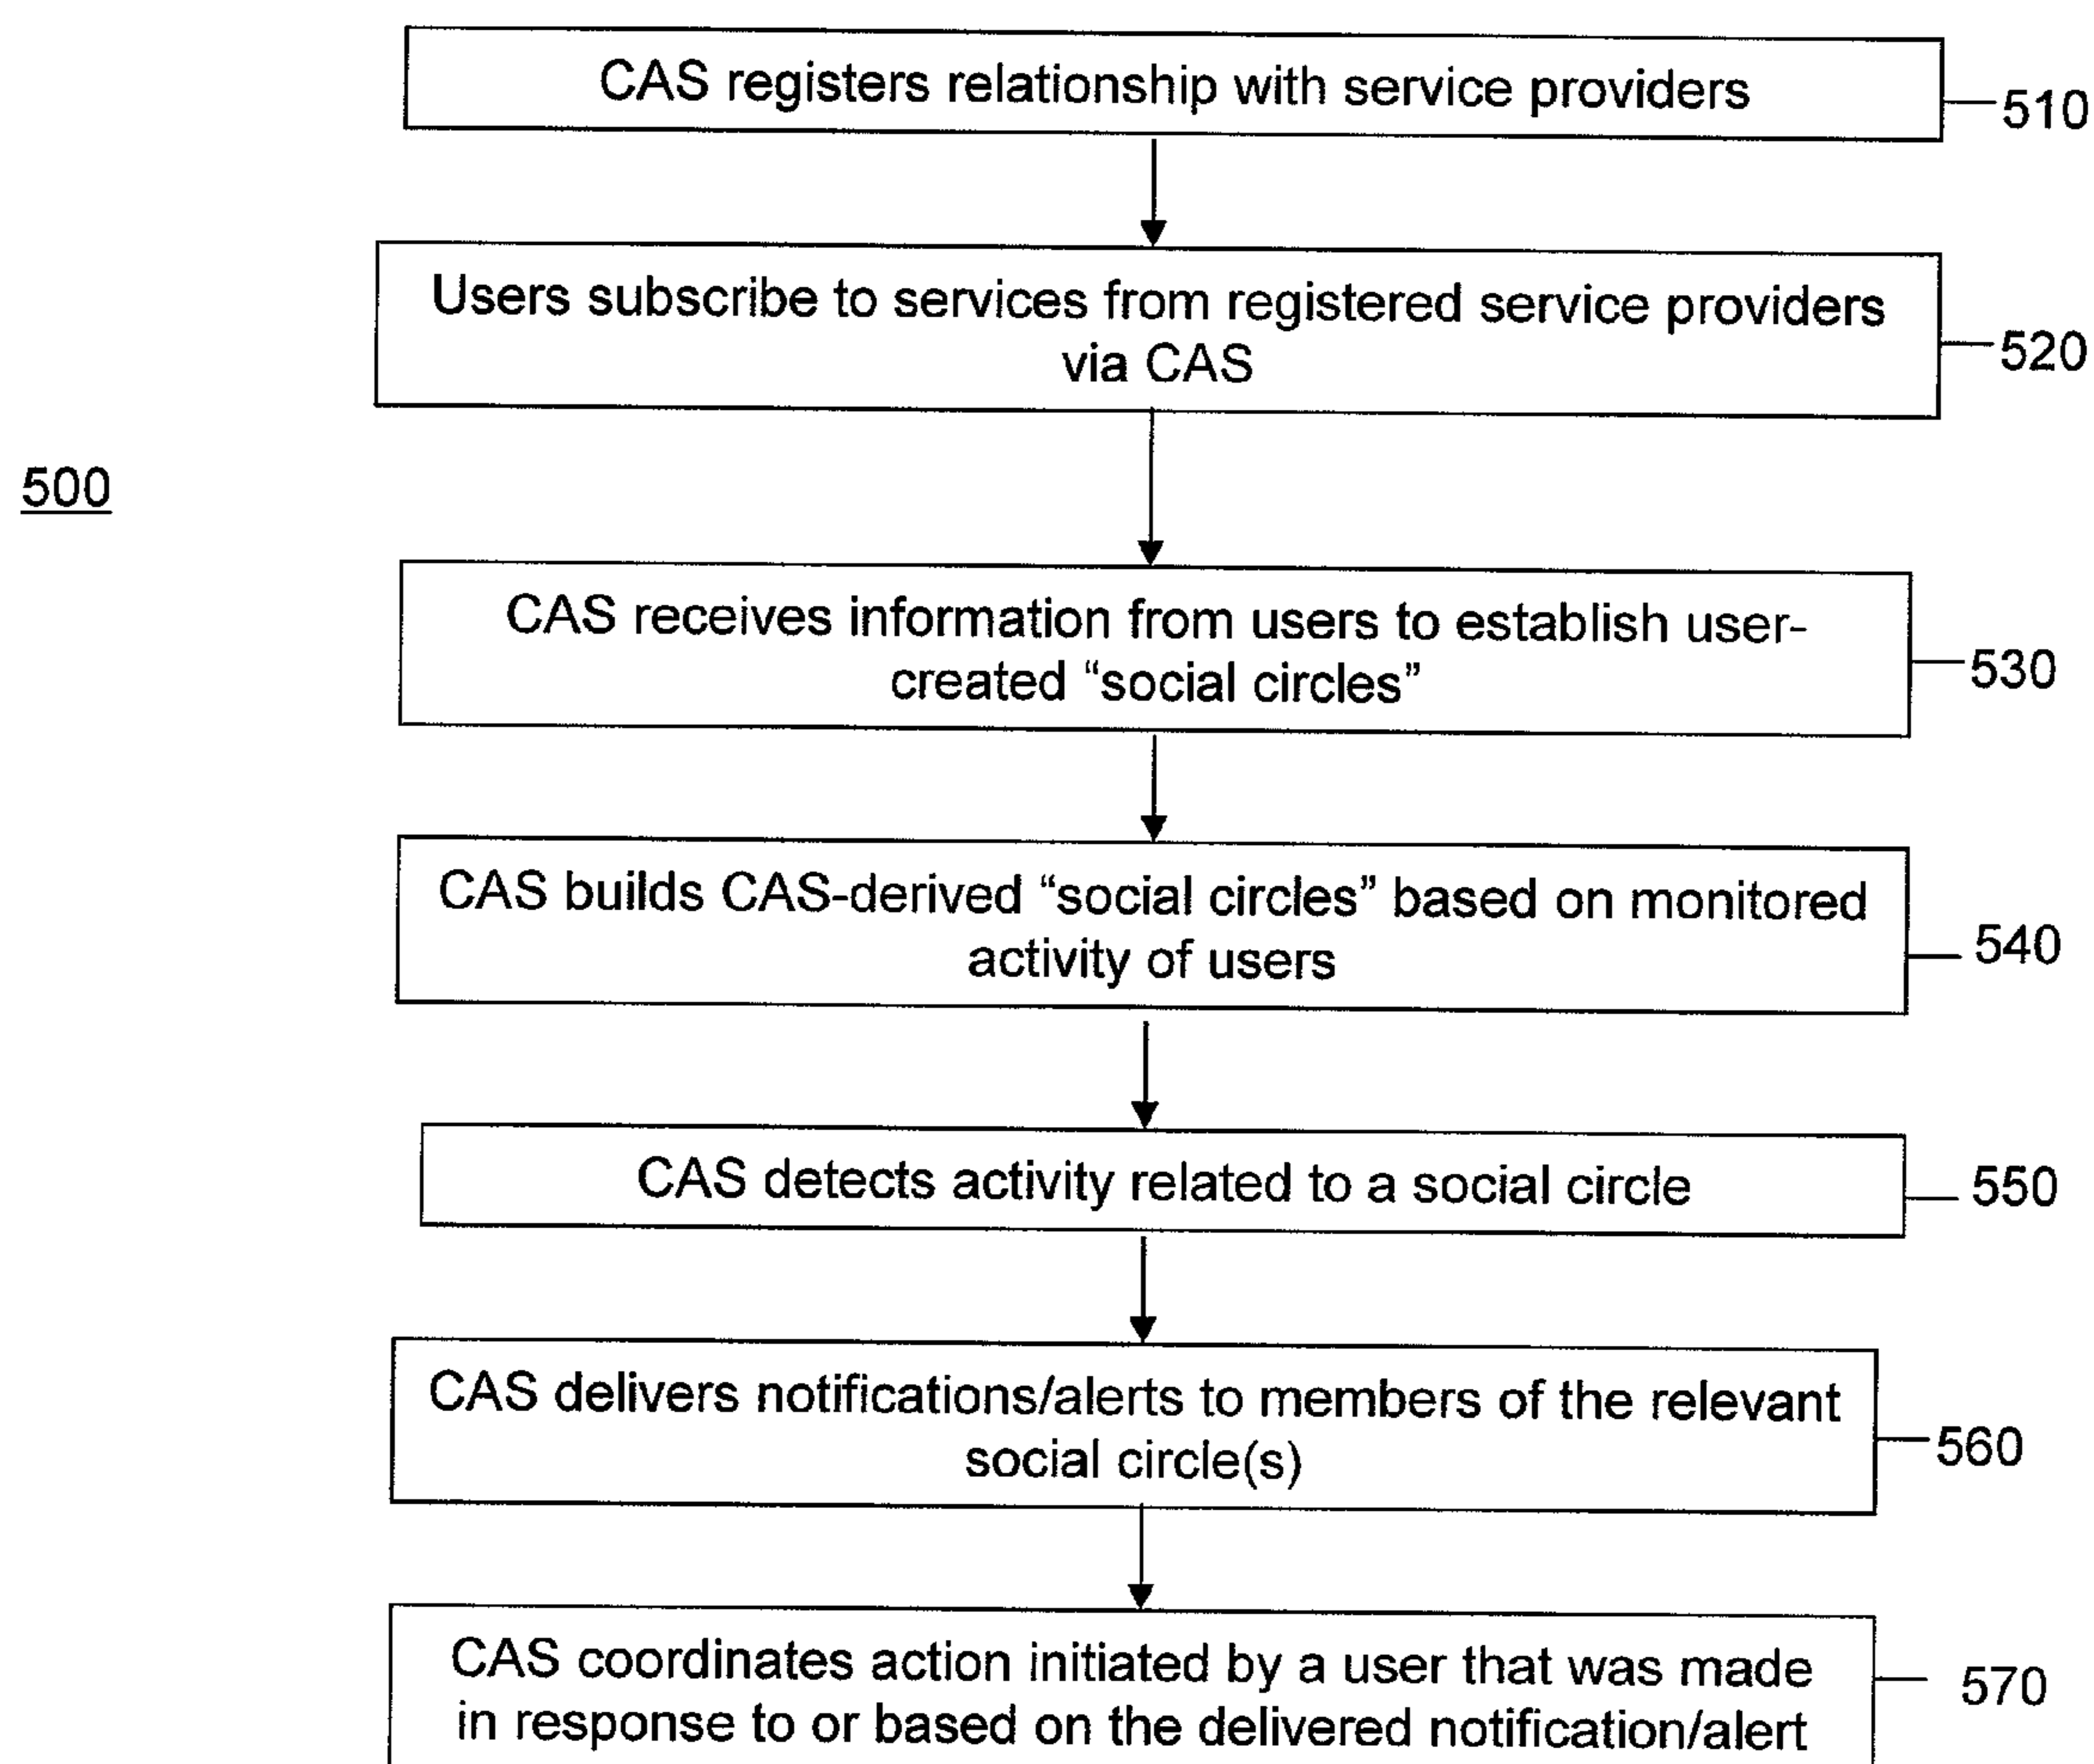 CAS registers relationship with service providers
510
Users subscribe to services from registered service providers
via CAS
520
500
CAS receives information from users to establish user-
created “social circles”
530
CAS builds CAS-derived “social circles” based on monitored
activity of users
540
CAS detects activity related to a social circle
550
CAS delivers notifications/alerts to members of the relevant
social circle(s)
560
CAS coordinates action initiated by a user that was made
in response to or based on the delivered notification/alert
570